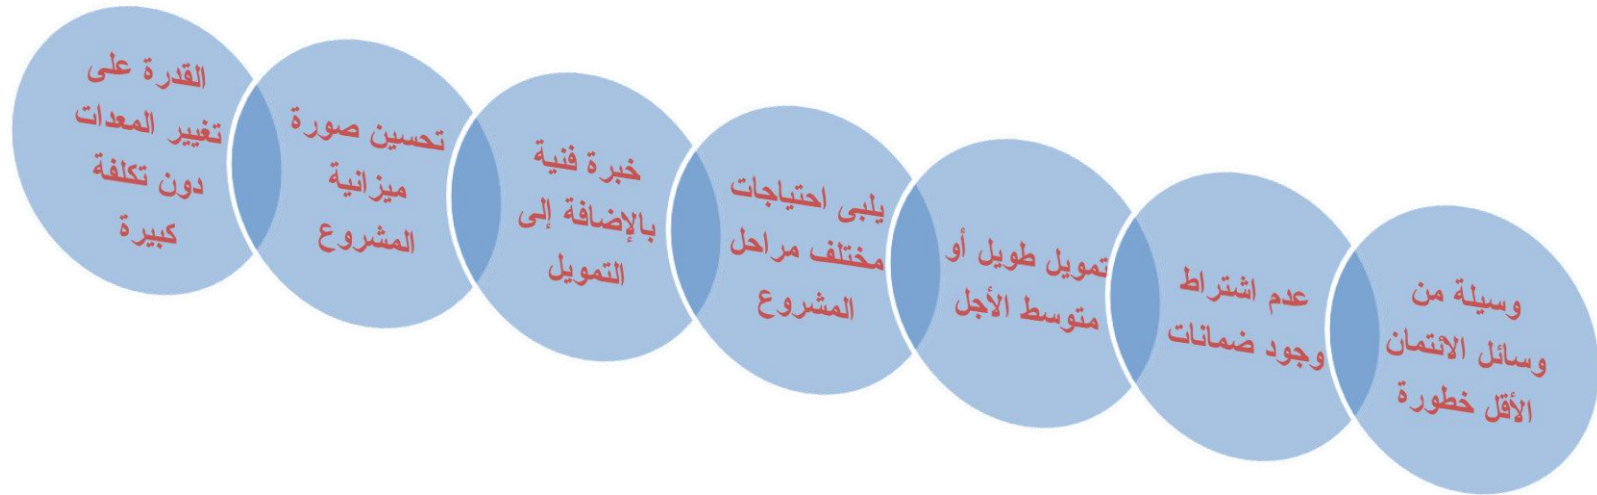 وسيلة من
وسائل الائتمان
الأقل خطورة
عدم اشتراط
وجود ضمانات
تمويل طويل أو
متوسط الأجل
يلبى احتياجات
مختلف مراحل
المشروع
خبرة فنية
بالإضافة إلى
التمويل
تحسين صورة
ميزانية
المشروع
القدرة على
تغيير المعدات
دون تكلفة
كبيرة